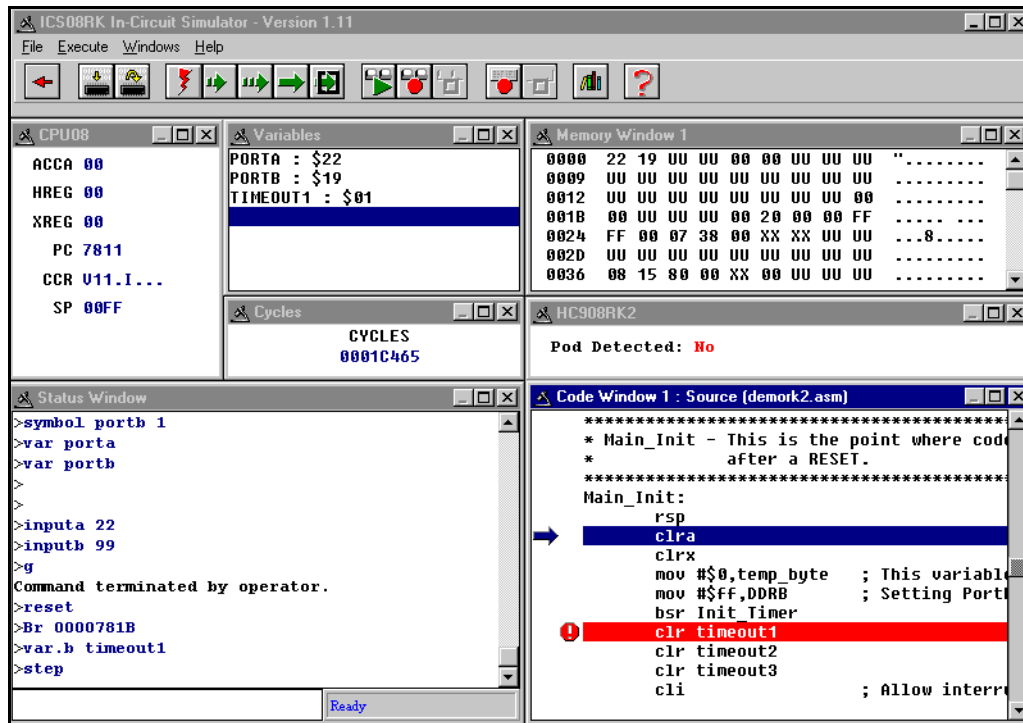 ICS08RK In-Circuit Simulator - Version 1.11
File Execute Windows Help
CPU08
ACCA 00
HREG 00
XREG 00
PC 7811
CCR V11.I...
SP 00FF
Variables
PORTA : $22
PORTB : $19
TIMEOUT1 : $01
Memory Window 1
0000 22 19 UU UU 00 00 UU UU UU "........
0009 UU UU UU UU UU UU UU UU UU .........
0012 UU UU UU UU UU UU UU UU 00 .........
001B 00 UU UU UU 00 20 00 00 FF ..... ...
0024 FF 00 07 38 00 XX XX UU UU ...8.....
002D UU UU UU UU UU UU UU UU UU .........
0036 08 15 80 00 XX 00 UU UU UU .........
Cycles
CYCLES
0001C465
HC908RK2
Pod Detected: No
Status Window
>symbol portb 1
>var porta
>var portb
>
>
>inputa 22
>inputb 99
>g
Command terminated by operator.
>reset
>Br 0000781B
>var.b timeout1
>step
Ready
Code Window 1 : Source (demork2.asm)
*****************************************
* Main_Init - This is the point where code
* after a RESET.
*****************************************
Main_Init:
rsp
clra
clrx
mov #$0,temp_byte ; This variabl
mov #$ff,DDRB ; Setting Port
bsr Init_Timer
clr timeout1
clr timeout2
clr timeout3
cli ; Allow interr